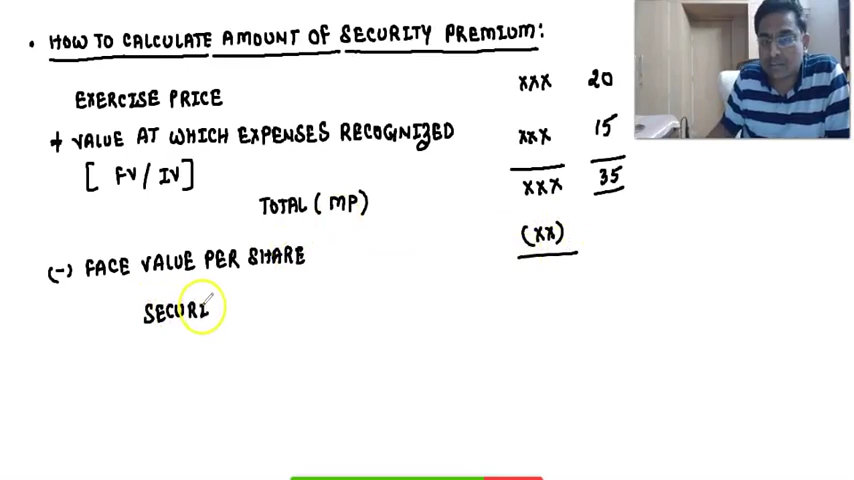 • HOW TO CALCULATE AMOUNT OF SECURITY PREMIUM:
EXERCISE PRICE xxx 20
+ VALUE AT WHICH EXPENSES RECOGNIZED xxx 15
[ FV / IV ]
TOTAL ( MP ) xxx 35
(-) FACE VALUE PER SHARE (xx)
SECURI